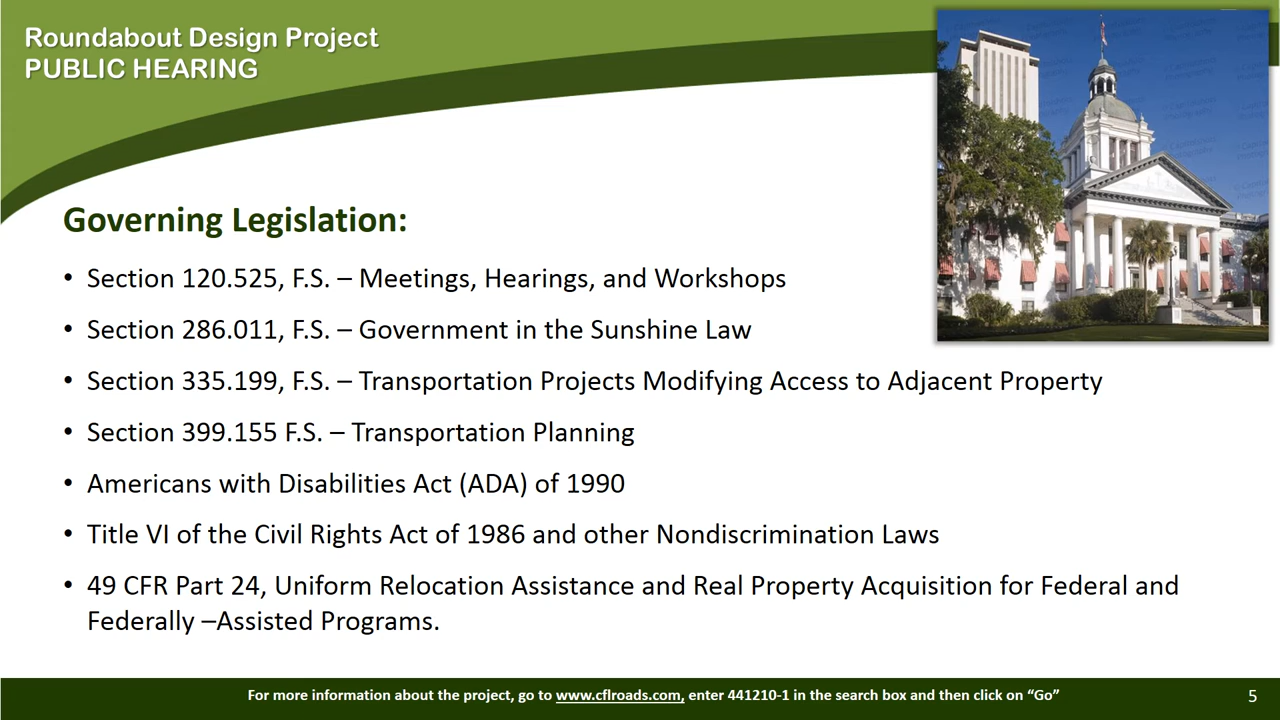 Roundabout Design Project
PUBLIC HEARING
Governing Legislation:
• Section 120.525, F.S. – Meetings, Hearings, and Workshops
• Section 286.011, F.S. – Government in the Sunshine Law
• Section 335.199, F.S. – Transportation Projects Modifying Access to Adjacent Property
• Section 399.155 F.S. – Transportation Planning
• Americans with Disabilities Act (ADA) of 1990
• Title VI of the Civil Rights Act of 1986 and other Nondiscrimination Laws
• 49 CFR Part 24, Uniform Relocation Assistance and Real Property Acquisition for Federal and
Federally –Assisted Programs.
For more information about the project, go to www.cflroads.com, enter 441210-1 in the search box and then click on “Go”
5